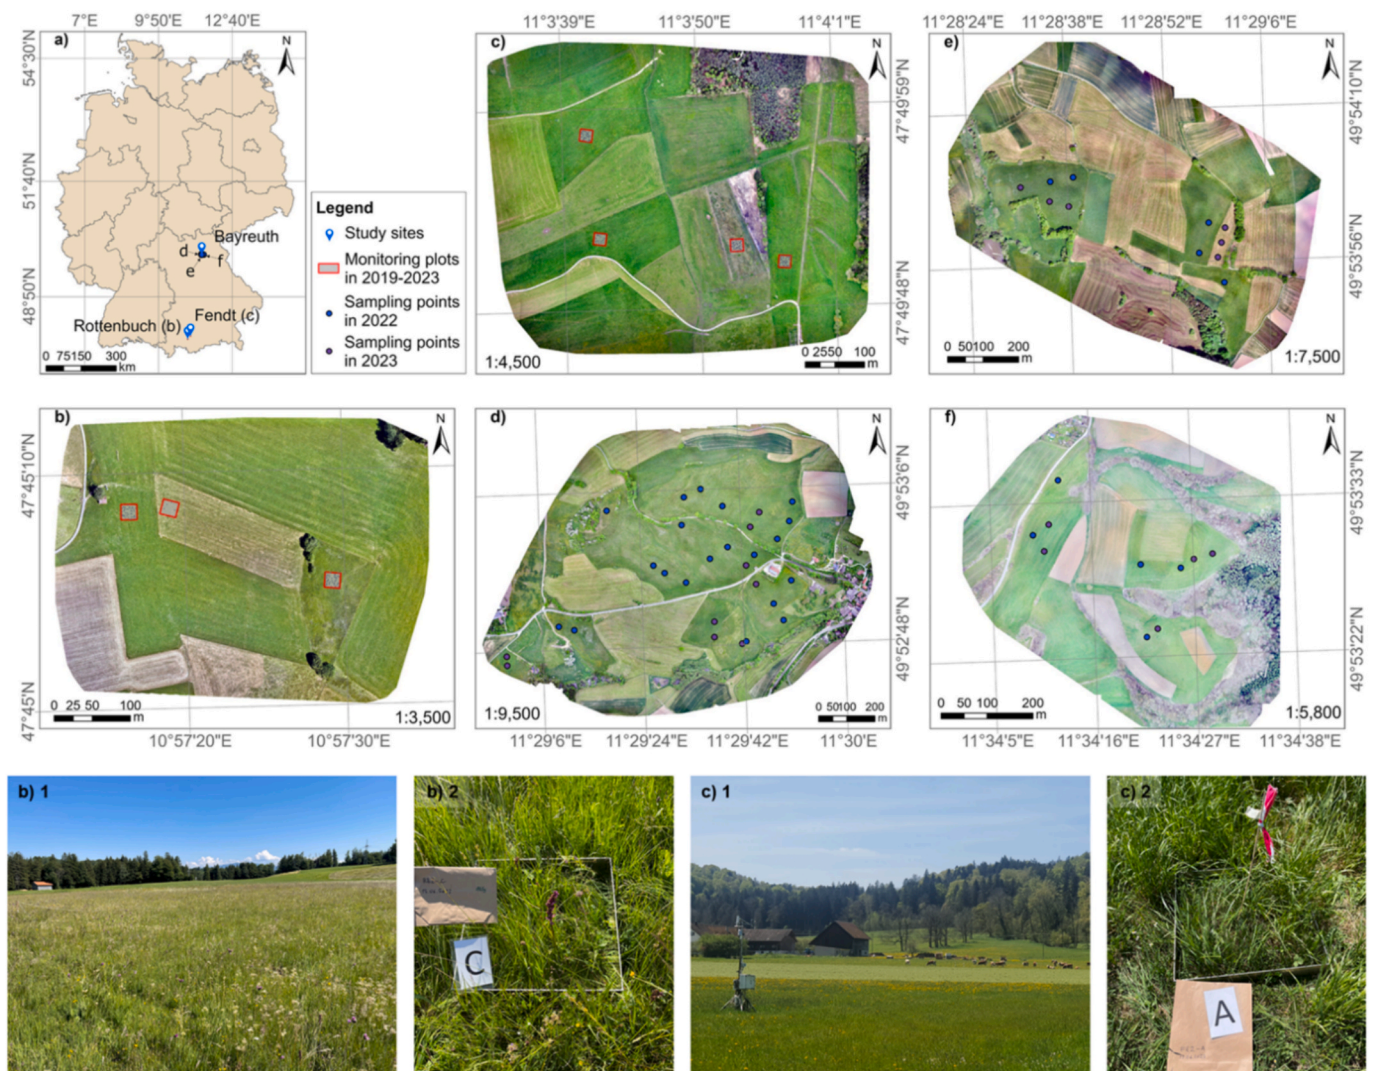 7°E 9°50'E 12°40'E
a)
N
54°30'N
51°40'N
48°50'N
Bayreuth
d
f
e
Fendt (c)
Rottenbuch (b)
0 75150 300
km
Legend
Study sites
Monitoring plots
in 2019-2023
Sampling points
in 2022
Sampling points
in 2023
11°3'39"E 11°3'50"E 11°4'1"E
c)
N
47°49'59"N
47°49'48"N
1:4,500
0 2550 100
m
11°28'24"E 11°28'38"E 11°28'52"E 11°29'6"E
e)
N
49°54'10"N
49°53'56"N
0 50100 200
m
1:7,500
b)
N
47°45'10"N
47°45'N
0 25 50 100
m
1:3,500
10°57'20"E 10°57'30"E
d)
N
49°53'6"N
49°52'48"N
1:9,500
0 50100 200
m
11°29'6"E 11°29'24"E 11°29'42"E 11°30'E
f)
N
49°53'33"N
49°53'22"N
0 50 100 200
m
1:5,800
11°34'5"E 11°34'16"E 11°34'27"E 11°34'38"E
b) 1
b) 2
C
c) 1
c) 2
A